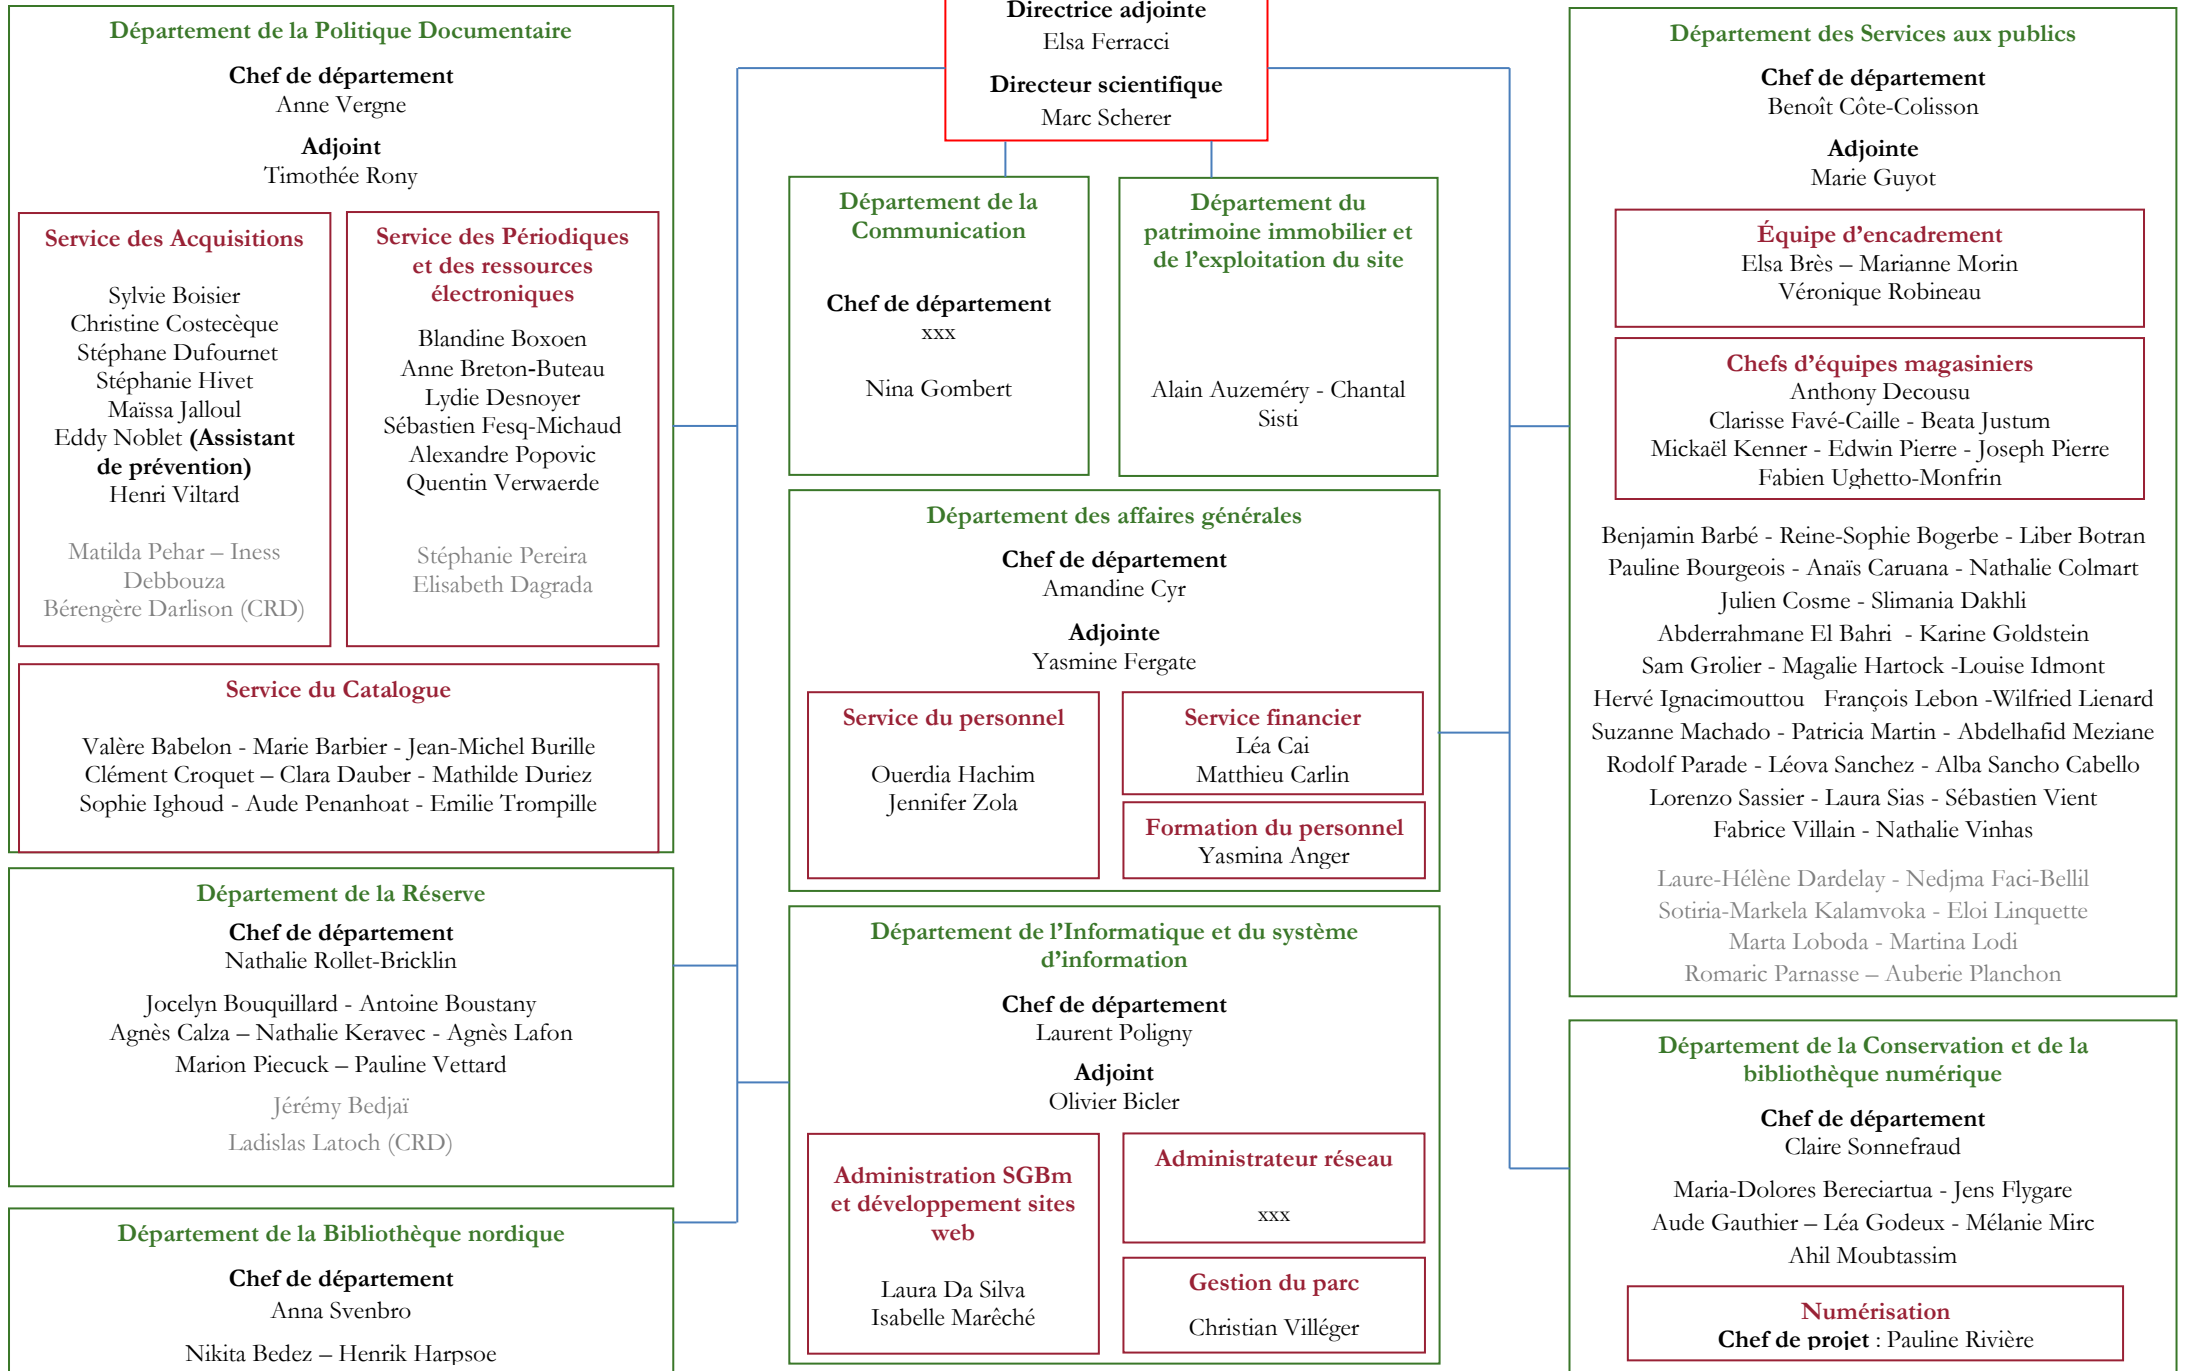 Directrice adjointe
Elsa Ferracci
Directeur scientifique
Marc Scherer
Département de la Politique Documentaire
Chef de département
Anne Vergne
Adjoint
Timothée Rony
Service des Acquisitions
Sylvie Boisier
Christine Costecèque
Stéphane Dufournet
Stéphanie Hivet
Maïssa Jalloul
Eddy Noblet (Assistant
de prévention)
Henri Viltard
Matilda Pehar – Iness
Debbouza
Bérengère Darlison (CRD)
Service des Périodiques
et des ressources
électroniques
Blandine Boxoen
Anne Breton-Buteau
Lydie Desnoyer
Sébastien Fesq-Michaud
Alexandre Popovic
Quentin Verwaerde
Stéphanie Pereira
Elisabeth Dagrada
Service du Catalogue
Valère Babelon - Marie Barbier - Jean-Michel Burille
Clément Croquet – Clara Dauber - Mathilde Duriez
Sophie Ighoud - Aude Penanhoat - Emilie Trompille
Département de la Réserve
Chef de département
Nathalie Rollet-Bricklin
Jocelyn Bouquillard - Antoine Boustany
Agnès Calza – Nathalie Keravec - Agnès Lafon
Marion Piecuck – Pauline Vettard
Jérémy Bedjaï
Ladislas Latoch (CRD)
Département de la Bibliothèque nordique
Chef de département
Anna Svenbro
Nikita Bedez – Henrik Harpsoe
Département de la
Communication
Chef de département
xxx
Nina Gombert
Département du
patrimoine immobilier et
de l'exploitation du site
Alain Auzeméry - Chantal
Sisti
Département des affaires générales
Chef de département
Amandine Cyr
Adjointe
Yasmine Fergate
Service du personnel
Ouerdia Hachim
Jennifer Zola
Service financier
Léa Cai
Matthieu Carlin
Formation du personnel
Yasmina Anger
Département de l'Informatique et du système
d'information
Chef de département
Laurent Poligny
Adjoint
Olivier Bicler
Administration SGBm
et développement sites
web
Laura Da Silva
Isabelle Marêché
Administrateur réseau
xxx
Gestion du parc
Christian Villéger
Département des Services aux publics
Chef de département
Benoît Côte-Colisson
Adjointe
Marie Guyot
Équipe d'encadrement
Elsa Brès – Marianne Morin
Véronique Robineau
Chefs d'équipes magasiniers
Anthony Decousu
Clarisse Favé-Caille - Beata Justum
Mickaël Kenner - Edwin Pierre - Joseph Pierre
Fabien Ughetto-Monfrin
Benjamin Barbé - Reine-Sophie Bogerbe - Liber Botran
Pauline Bourgeois - Anaïs Caruana - Nathalie Colmart
Julien Cosme - Slimania Dakhli
Abderrahmane El Bahri - Karine Goldstein
Sam Grolier - Magalie Hartock -Louise Idmont
Hervé Ignacimouttou François Lebon -Wilfried Lienard
Suzanne Machado - Patricia Martin - Abdelhafid Meziane
Rodolf Parade - Léova Sanchez - Alba Sancho Cabello
Lorenzo Sassier - Laura Sias - Sébastien Vient
Fabrice Villain - Nathalie Vinhas
Laure-Hélène Dardelay - Nedjma Faci-Bellil
Sotiria-Markela Kalamvoka - Eloi Linquette
Marta Loboda - Martina Lodi
Romaric Parnasse – Auberie Planchon
Département de la Conservation et de la
bibliothèque numérique
Chef de département
Claire Sonnefraud
Maria-Dolores Bereciartua - Jens Flygare
Aude Gauthier – Léa Godeux - Mélanie Mirc
Ahil Moubtassim
Numérisation
Chef de projet : Pauline Rivière